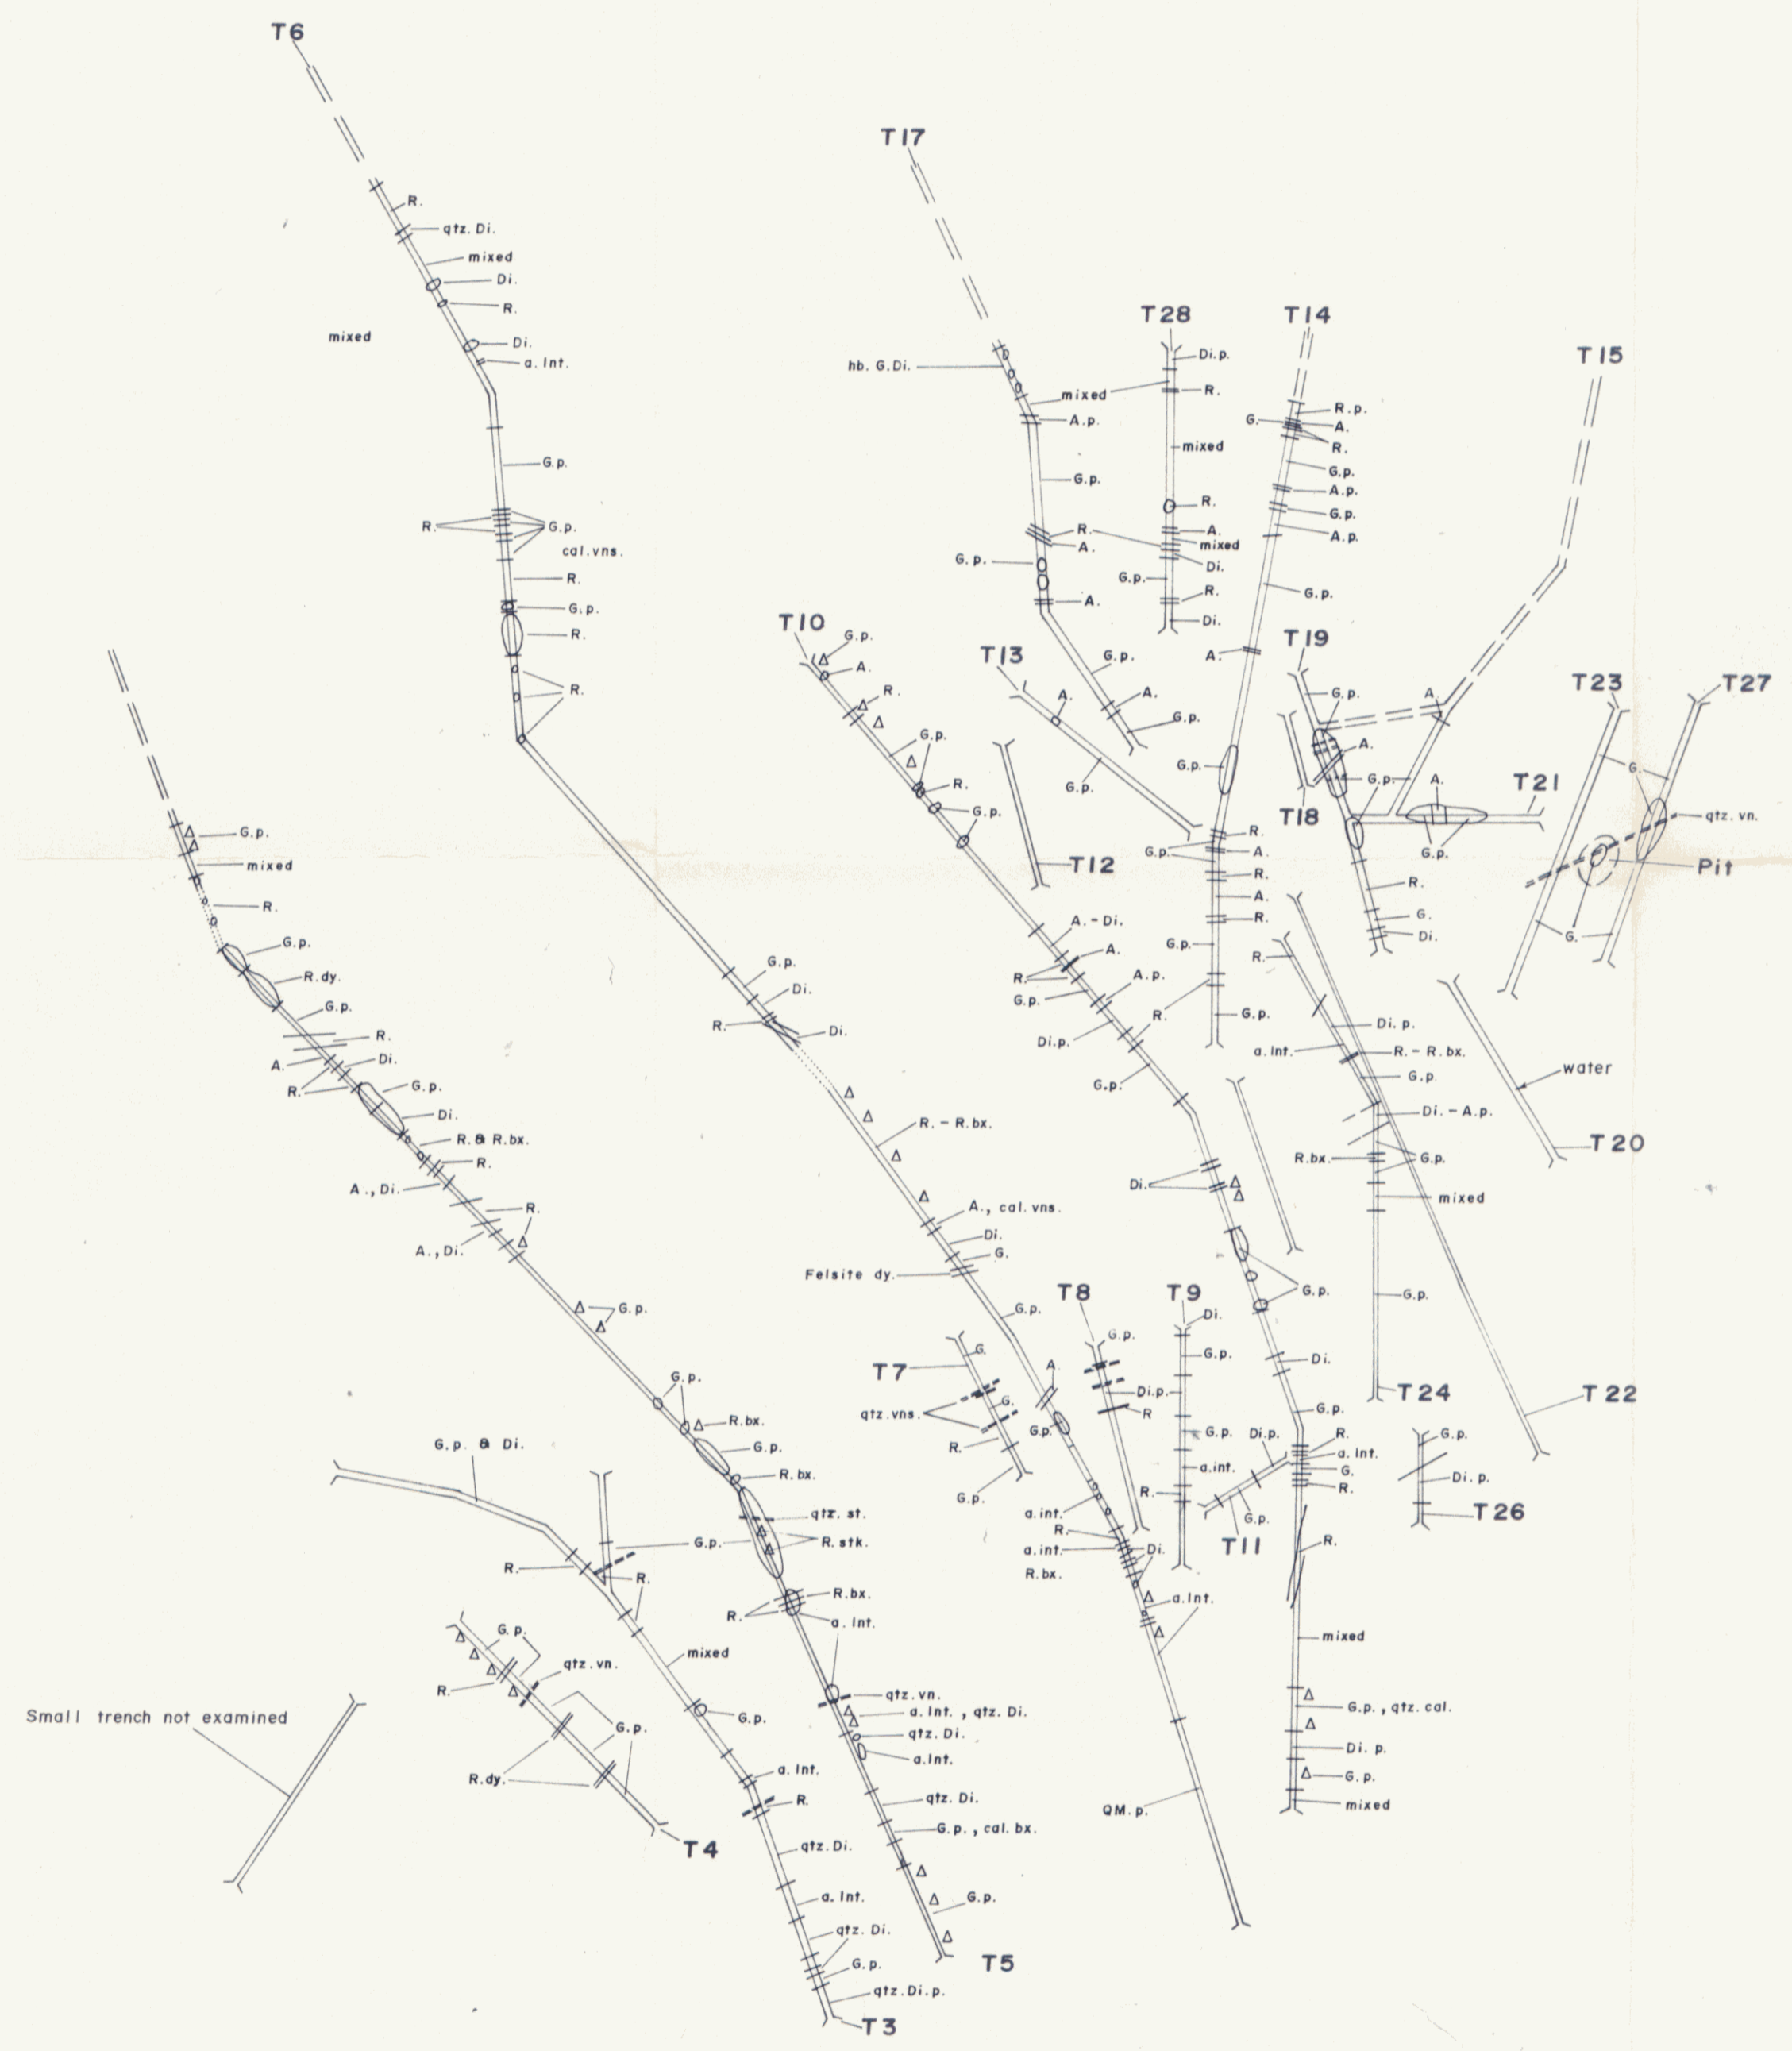 T6
R.
qtz. Di.
mixed
Di.
R.
mixed
Di.
a. Int.
G.p.
R.
G.p.
cal. vns.
R.
G.p.
R.
R.
G.p.
Di.
R.
Di.
R. - R. bx.
A., cal. vns.
Di.
G.
Felsite dy.
G.p.
A.
G.p.
a.int.
R.
a.int.
Di.
R.bx.
a.Int.
QM. p.
T17
hb. G.Di.
mixed
A.p.
G.p.
R.
A.
G.p.
A.
G.p.
A.
G.p.
T28
Di.p.
R.
mixed
R.
A.
mixed
Di.
G.p.
R.
Di.
T14
R.p.
G.
A.
R.
G.p.
A.p.
G.p.
A.p.
G.p.
A.
G.p.
R.
G.p.
A.
R.
A.
R.
G.p.
R.
G.p.
T15
A.
T19
G.p.
A.
G.p.
T18
A.
T21
G.p.
R.
G.
Di.
T23
T27
G.
qtz. vn.
Pit
G.
T10
G.p.
A.
R.
G.p.
R.
G.p.
A. - Di.
A.
R.
A.p.
G.p.
Di.p.
G.p.
Di.
G.p.
Di.
G.p.
R.
a. Int.
G.
R.
R.
mixed
G.p., qtz. cal.
Di. p.
G.p.
mixed
T13
A.
G.p.
T12
R.
Di. p.
a. Int.
R. - R. bx.
G.p.
Di. - A.p.
R.bx.
G.p.
mixed
G.p.
T24
T22
water
T20
G.p.
mixed
R.
G.p.
R.dy.
G.p.
R.
A.
Di.
R.
G.p.
Di.
R. & R.bx.
R.
A., Di.
R.
A., Di.
G.p.
G.p.
R.bx.
G.p.
R.bx.
qtz. st.
G.p.
R. stk.
R.bx.
R.
a. Int.
qtz. vn.
a. Int., qtz. Di.
qtz. Di.
a.Int.
qtz. Di.
G.p., cal. bx.
G.p.
T5
T7
G.
G.
qtz. vns.
R.
G.p.
T8
G.p.
Di.p.
R
T9
Di.
G.p.
G.p.
a.int.
R.
Di.p.
G.p.
T11
G.p.
Di. p.
T26
G.p. & Di.
R.
R.
mixed
G.p.
a. Int.
R.
qtz. Di.
a. Int.
qtz. Di.
G.p.
qtz. Di. p.
T3
G.p.
qtz. vn.
R.
G.p.
R.dy.
T4
Small trench not examined